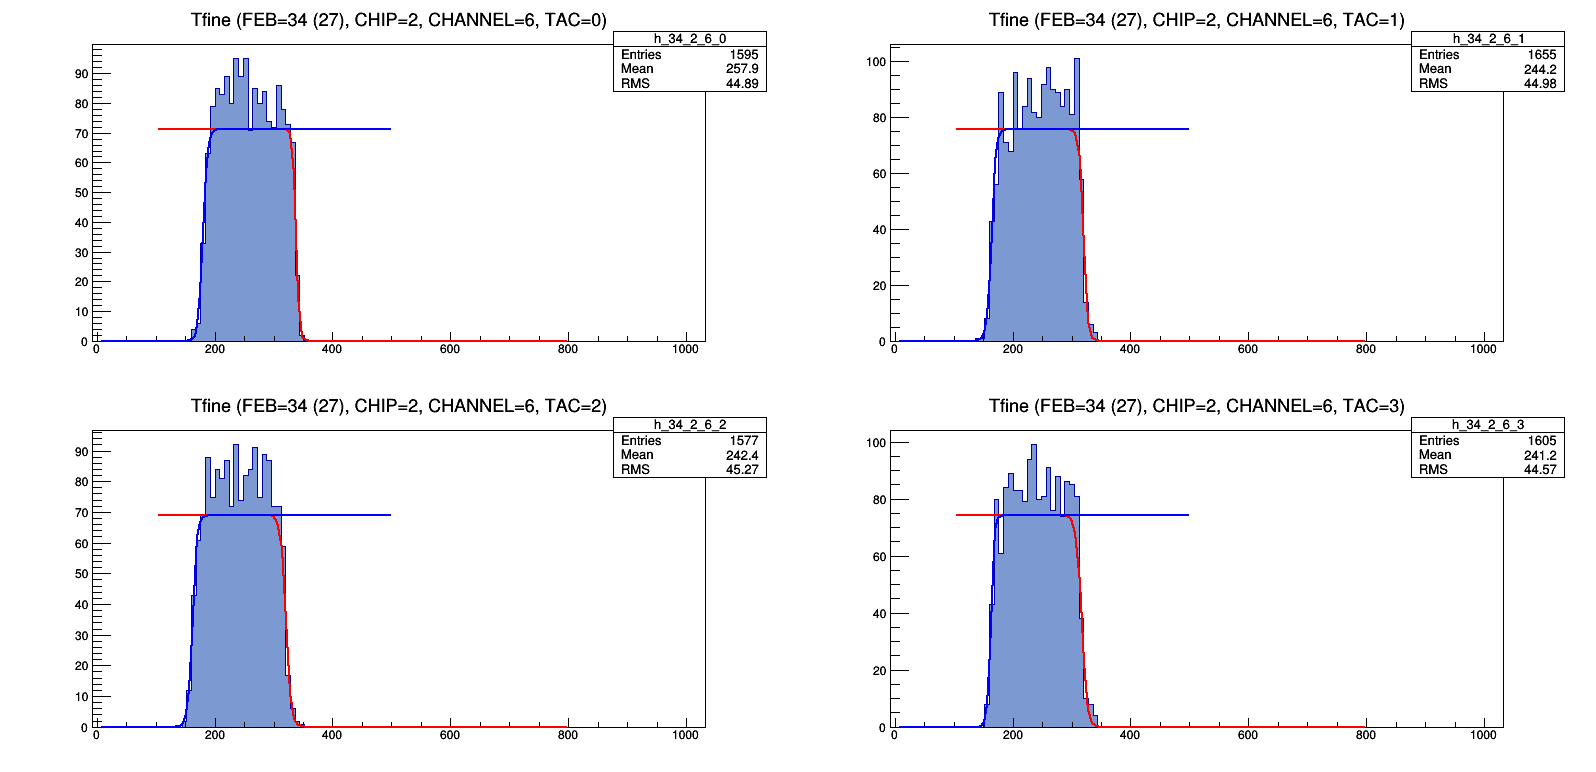 Tfine (FEB=34 (27), CHIP=2, CHANNEL=6, TAC=0)
h_34_2_6_0
Entries 1595
Mean 257.9
RMS 44.89
90
80
70
60
50
40
30
20
10
0
0 200 400 600 800 1000
Tfine (FEB=34 (27), CHIP=2, CHANNEL=6, TAC=1)
h_34_2_6_1
Entries 1655
Mean 244.2
RMS 44.98
100
80
60
40
20
0
0 200 400 600 800 1000
Tfine (FEB=34 (27), CHIP=2, CHANNEL=6, TAC=2)
h_34_2_6_2
Entries 1577
Mean 242.4
RMS 45.27
90
80
70
60
50
40
30
20
10
0
0 200 400 600 800 1000
Tfine (FEB=34 (27), CHIP=2, CHANNEL=6, TAC=3)
h_34_2_6_3
Entries 1605
Mean 241.2
RMS 44.57
100
80
60
40
20
0
0 200 400 600 800 1000